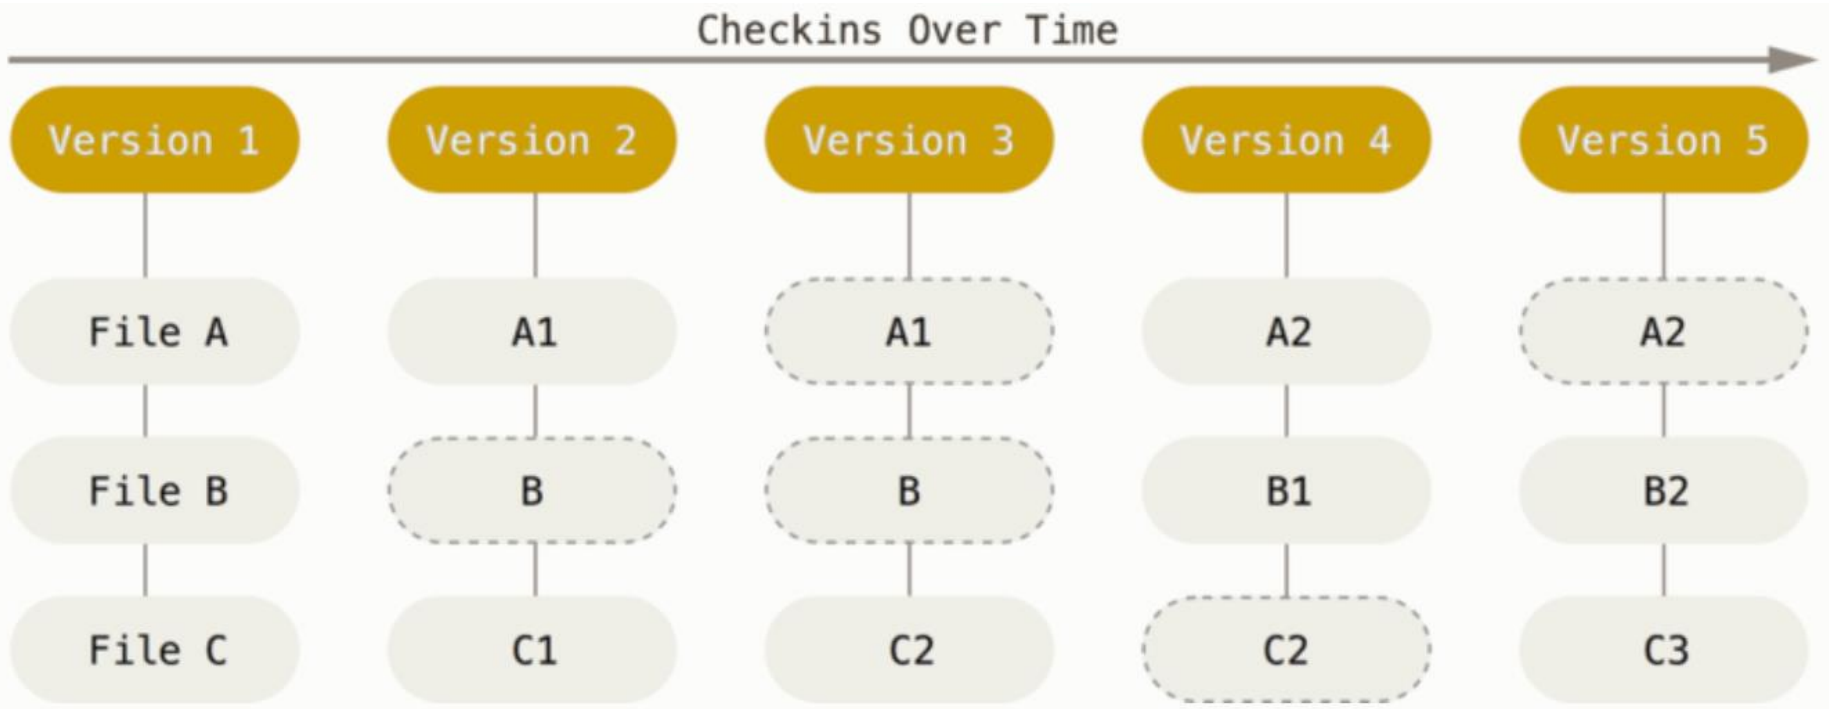 Checkins Over Time
Version 1 Version 2 Version 3 Version 4 Version 5
File A A1 A1 A2 A2
File B B B B1 B2
File C C1 C2 C2 C3